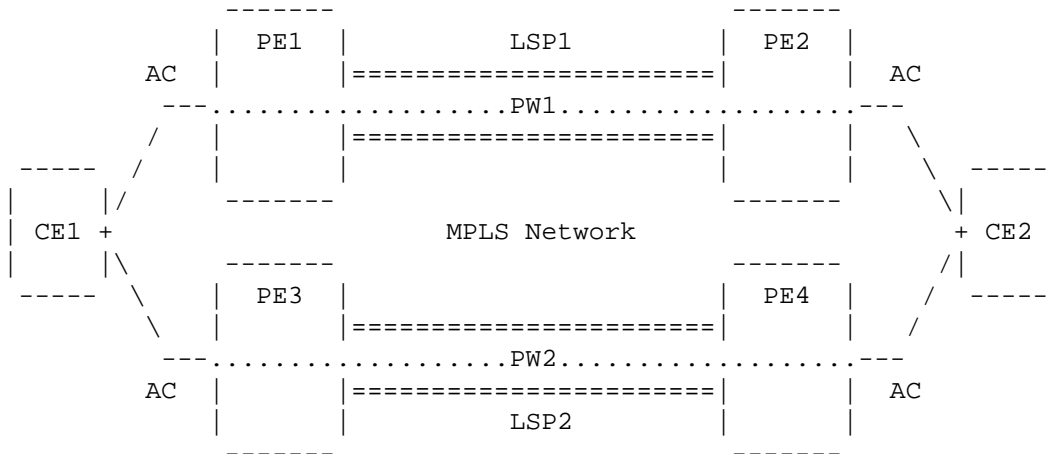 PE1 LSP1 PE2
AC AC
PW1
CE1 MPLS Network CE2
PE3 PE4
PW2
AC AC
LSP2